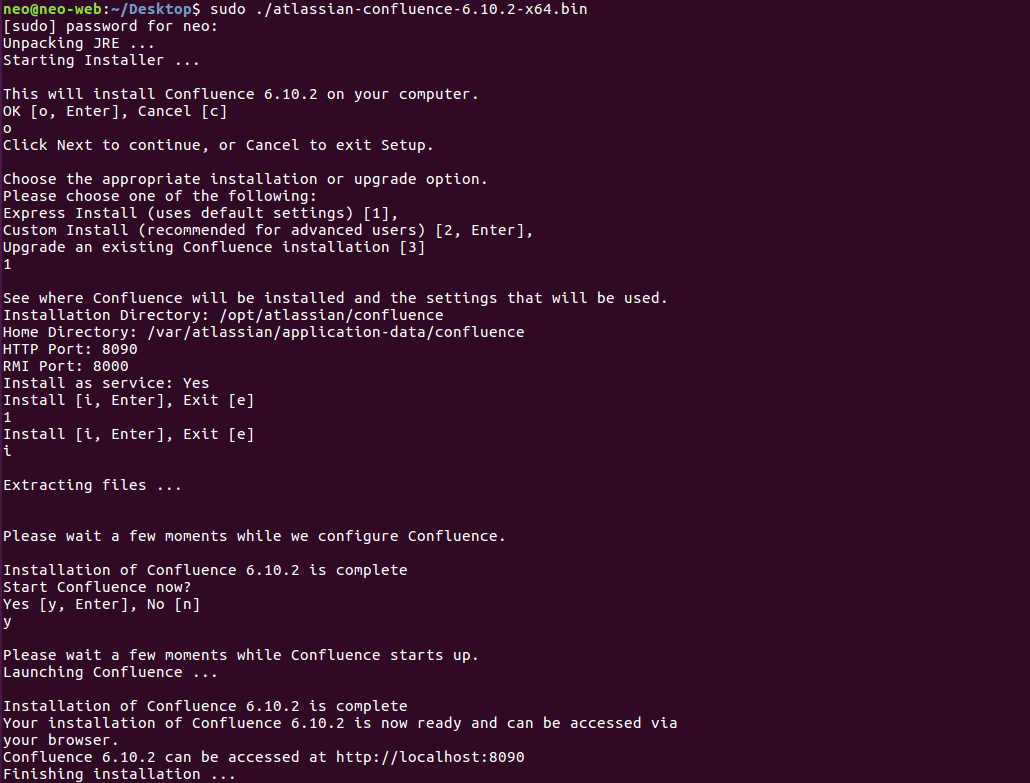 neo@neo-web:~/Desktop$ sudo ./atlassian-confluence-6.10.2-x64.bin
[sudo] password for neo:
Unpacking JRE ...
Starting Installer ...
This will install Confluence 6.10.2 on your computer.
OK [o, Enter], Cancel [c]
o
Click Next to continue, or Cancel to exit Setup.
Choose the appropriate installation or upgrade option.
Please choose one of the following:
Express Install (uses default settings) [1],
Custom Install (recommended for advanced users) [2, Enter],
Upgrade an existing Confluence installation [3]
1
See where Confluence will be installed and the settings that will be used.
Installation Directory: /opt/atlassian/confluence
Home Directory: /var/atlassian/application-data/confluence
HTTP Port: 8090
RMI Port: 8000
Install as service: Yes
Install [i, Enter], Exit [e]
1
Install [i, Enter], Exit [e]
i
Extracting files ...
Please wait a few moments while we configure Confluence.
Installation of Confluence 6.10.2 is complete
Start Confluence now?
Yes [y, Enter], No [n]
y
Please wait a few moments while Confluence starts up.
Launching Confluence ...
Installation of Confluence 6.10.2 is complete
Your installation of Confluence 6.10.2 is now ready and can be accessed via
your browser.
Confluence 6.10.2 can be accessed at http://localhost:8090
Finishing installation ...